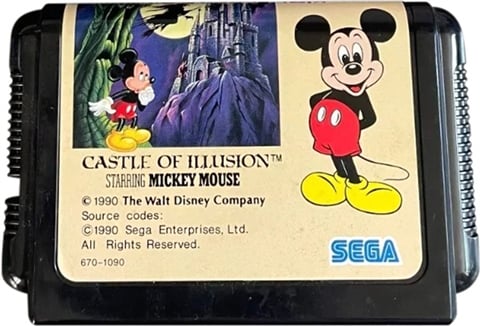 CASTLE OF ILLUSION™
STARRING MICKEY MOUSE
© 1990 The Walt Disney Company
Source codes:
©1990 Sega Enterprises, Ltd.
All Rights Reserved.
670-1090
SEGA